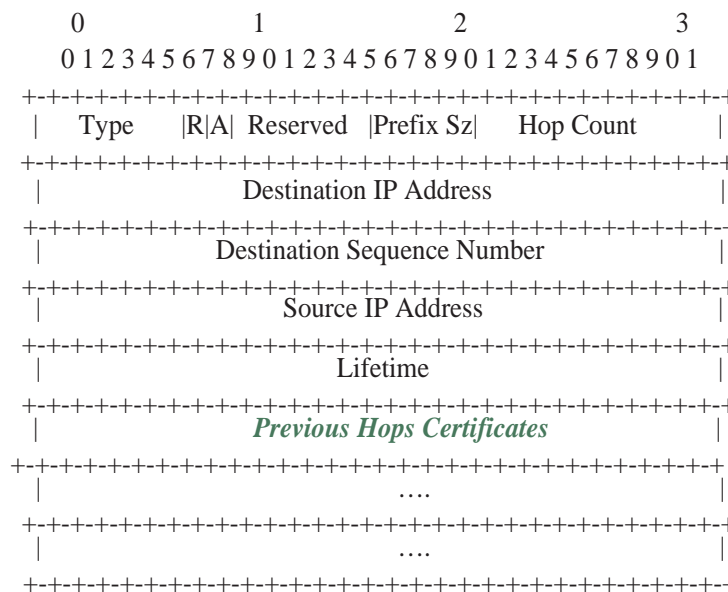 0 1 2 3
0 1 2 3 4 5 6 7 8 9 0 1 2 3 4 5 6 7 8 9 0 1 2 3 4 5 6 7 8 9 0 1
+-+-+-+-+-+-+-+-+-+-+-+-+-+-+-+-+-+-+-+-+-+-+-+-+-+-+-+-+-+-+-+-+
| Type |R|A| Reserved |Prefix Sz| Hop Count |
+-+-+-+-+-+-+-+-+-+-+-+-+-+-+-+-+-+-+-+-+-+-+-+-+-+-+-+-+-+-+-+-+
| Destination IP Address |
+-+-+-+-+-+-+-+-+-+-+-+-+-+-+-+-+-+-+-+-+-+-+-+-+-+-+-+-+-+-+-+-+
| Destination Sequence Number |
+-+-+-+-+-+-+-+-+-+-+-+-+-+-+-+-+-+-+-+-+-+-+-+-+-+-+-+-+-+-+-+-+
| Source IP Address |
+-+-+-+-+-+-+-+-+-+-+-+-+-+-+-+-+-+-+-+-+-+-+-+-+-+-+-+-+-+-+-+-+
| Lifetime |
+-+-+-+-+-+-+-+-+-+-+-+-+-+-+-+-+-+-+-+-+-+-+-+-+-+-+-+-+-+-+-+-+
| Previous Hops Certificates |
+-+-+-+-+-+-+-+-+-+-+-+-+-+-+-+-+-+-+-+-+-+-+-+-+-+-+-+-+-+-+-+-+
| …. |
+-+-+-+-+-+-+-+-+-+-+-+-+-+-+-+-+-+-+-+-+-+-+-+-+-+-+-+-+-+-+-+-+
| …. |
+-+-+-+-+-+-+-+-+-+-+-+-+-+-+-+-+-+-+-+-+-+-+-+-+-+-+-+-+-+-+-+-+